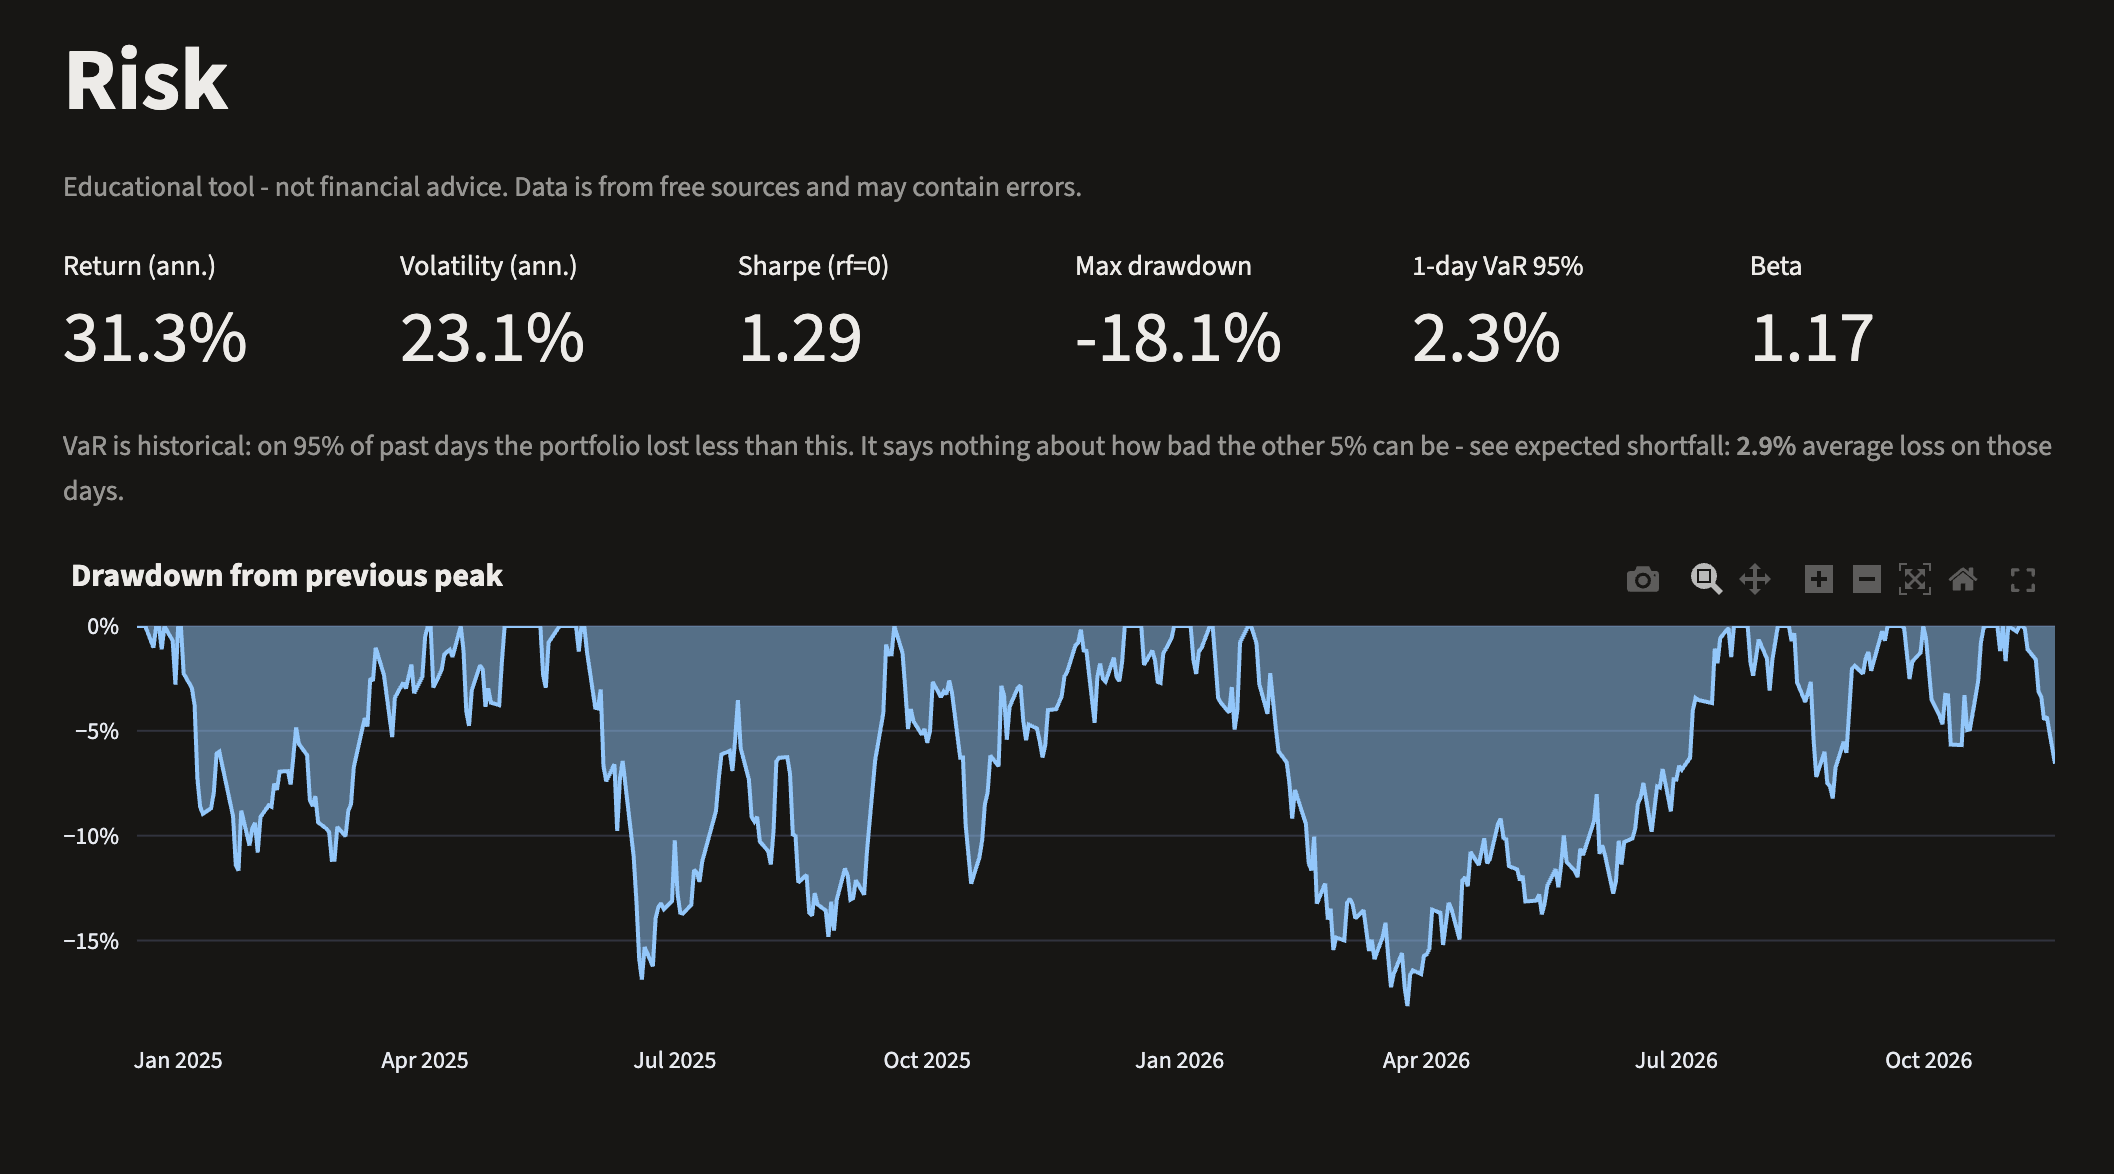 Risk
Educational tool - not financial advice. Data is from free sources and may contain errors.
Return (ann.)
31.3%
Volatility (ann.)
23.1%
Sharpe (rf=0)
1.29
Max drawdown
-18.1%
1-day VaR 95%
2.3%
Beta
1.17
VaR is historical: on 95% of past days the portfolio lost less than this. It says nothing about how bad the other 5% can be - see expected shortfall: 2.9% average loss on those
days.
Drawdown from previous peak
0%
−5%
−10%
−15%
Jan 2025
Apr 2025
Jul 2025
Oct 2025
Jan 2026
Apr 2026
Jul 2026
Oct 2026